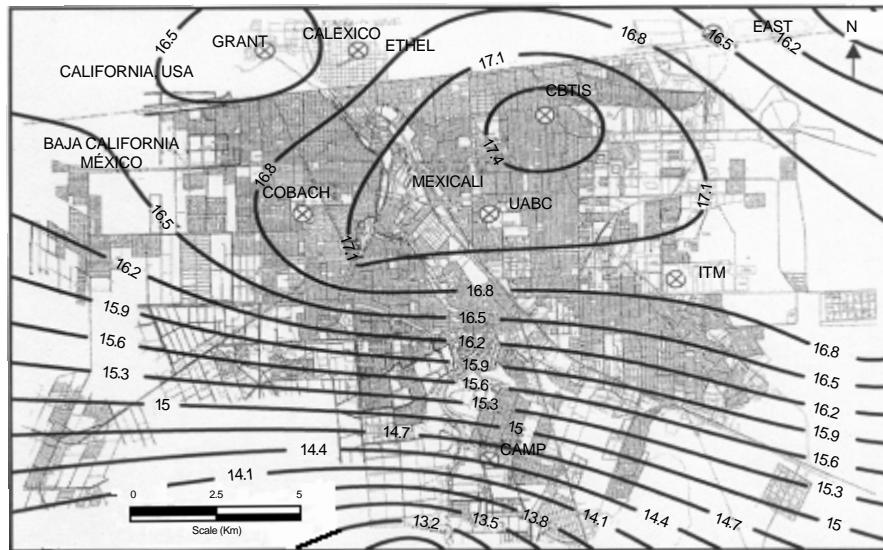 16.5
GRANT
CALEXICO
ETHEL
16.8
16.5
EAST
16.2
N
CALIFORNIA, USA
17.1
CBTIS
BAJA CALIFORNIA
MÉXICO
17.4
16.8
COBACH
MEXICALI
UABC
17.1
16.5
17.1
16.2
ITM
15.9
16.8
16.5
15.6
16.2
16.8
15.3
15.9
16.5
15.6
15
15.3
16.2
14.7
15
15.9
14.4
CAMP
15.6
14.1
15.3
0 2.5 5
Scale (Km)
13.2
13.5
13.8
14.1
14.4
14.7
15